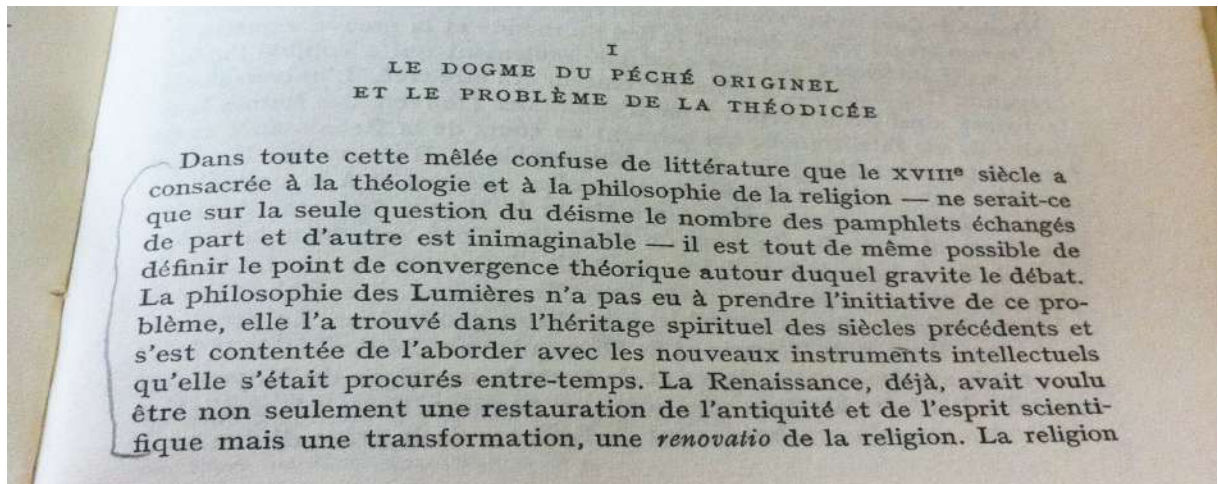 I
LE DOGME DU PÉCHÉ ORIGINEL
ET LE PROBLÈME DE LA THÉODICÉE
Dans toute cette mêlée confuse de littérature que le XVIIIe siècle a
consacrée à la théologie et à la philosophie de la religion — ne serait-ce
que sur la seule question du déisme le nombre des pamphlets échangés
de part et d'autre est inimaginable — il est tout de même possible de
définir le point de convergence théorique autour duquel gravite le débat.
La philosophie des Lumières n'a pas eu à prendre l'initiative de ce pro-
blème, elle l'a trouvé dans l'héritage spirituel des siècles précédents et
s'est contentée de l'aborder avec les nouveaux instruments intellectuels
qu'elle s'était procurés entre-temps. La Renaissance, déjà, avait voulu
être non seulement une restauration de l'antiquité et de l'esprit scienti-
fique mais une transformation, une renovatio de la religion. La religion